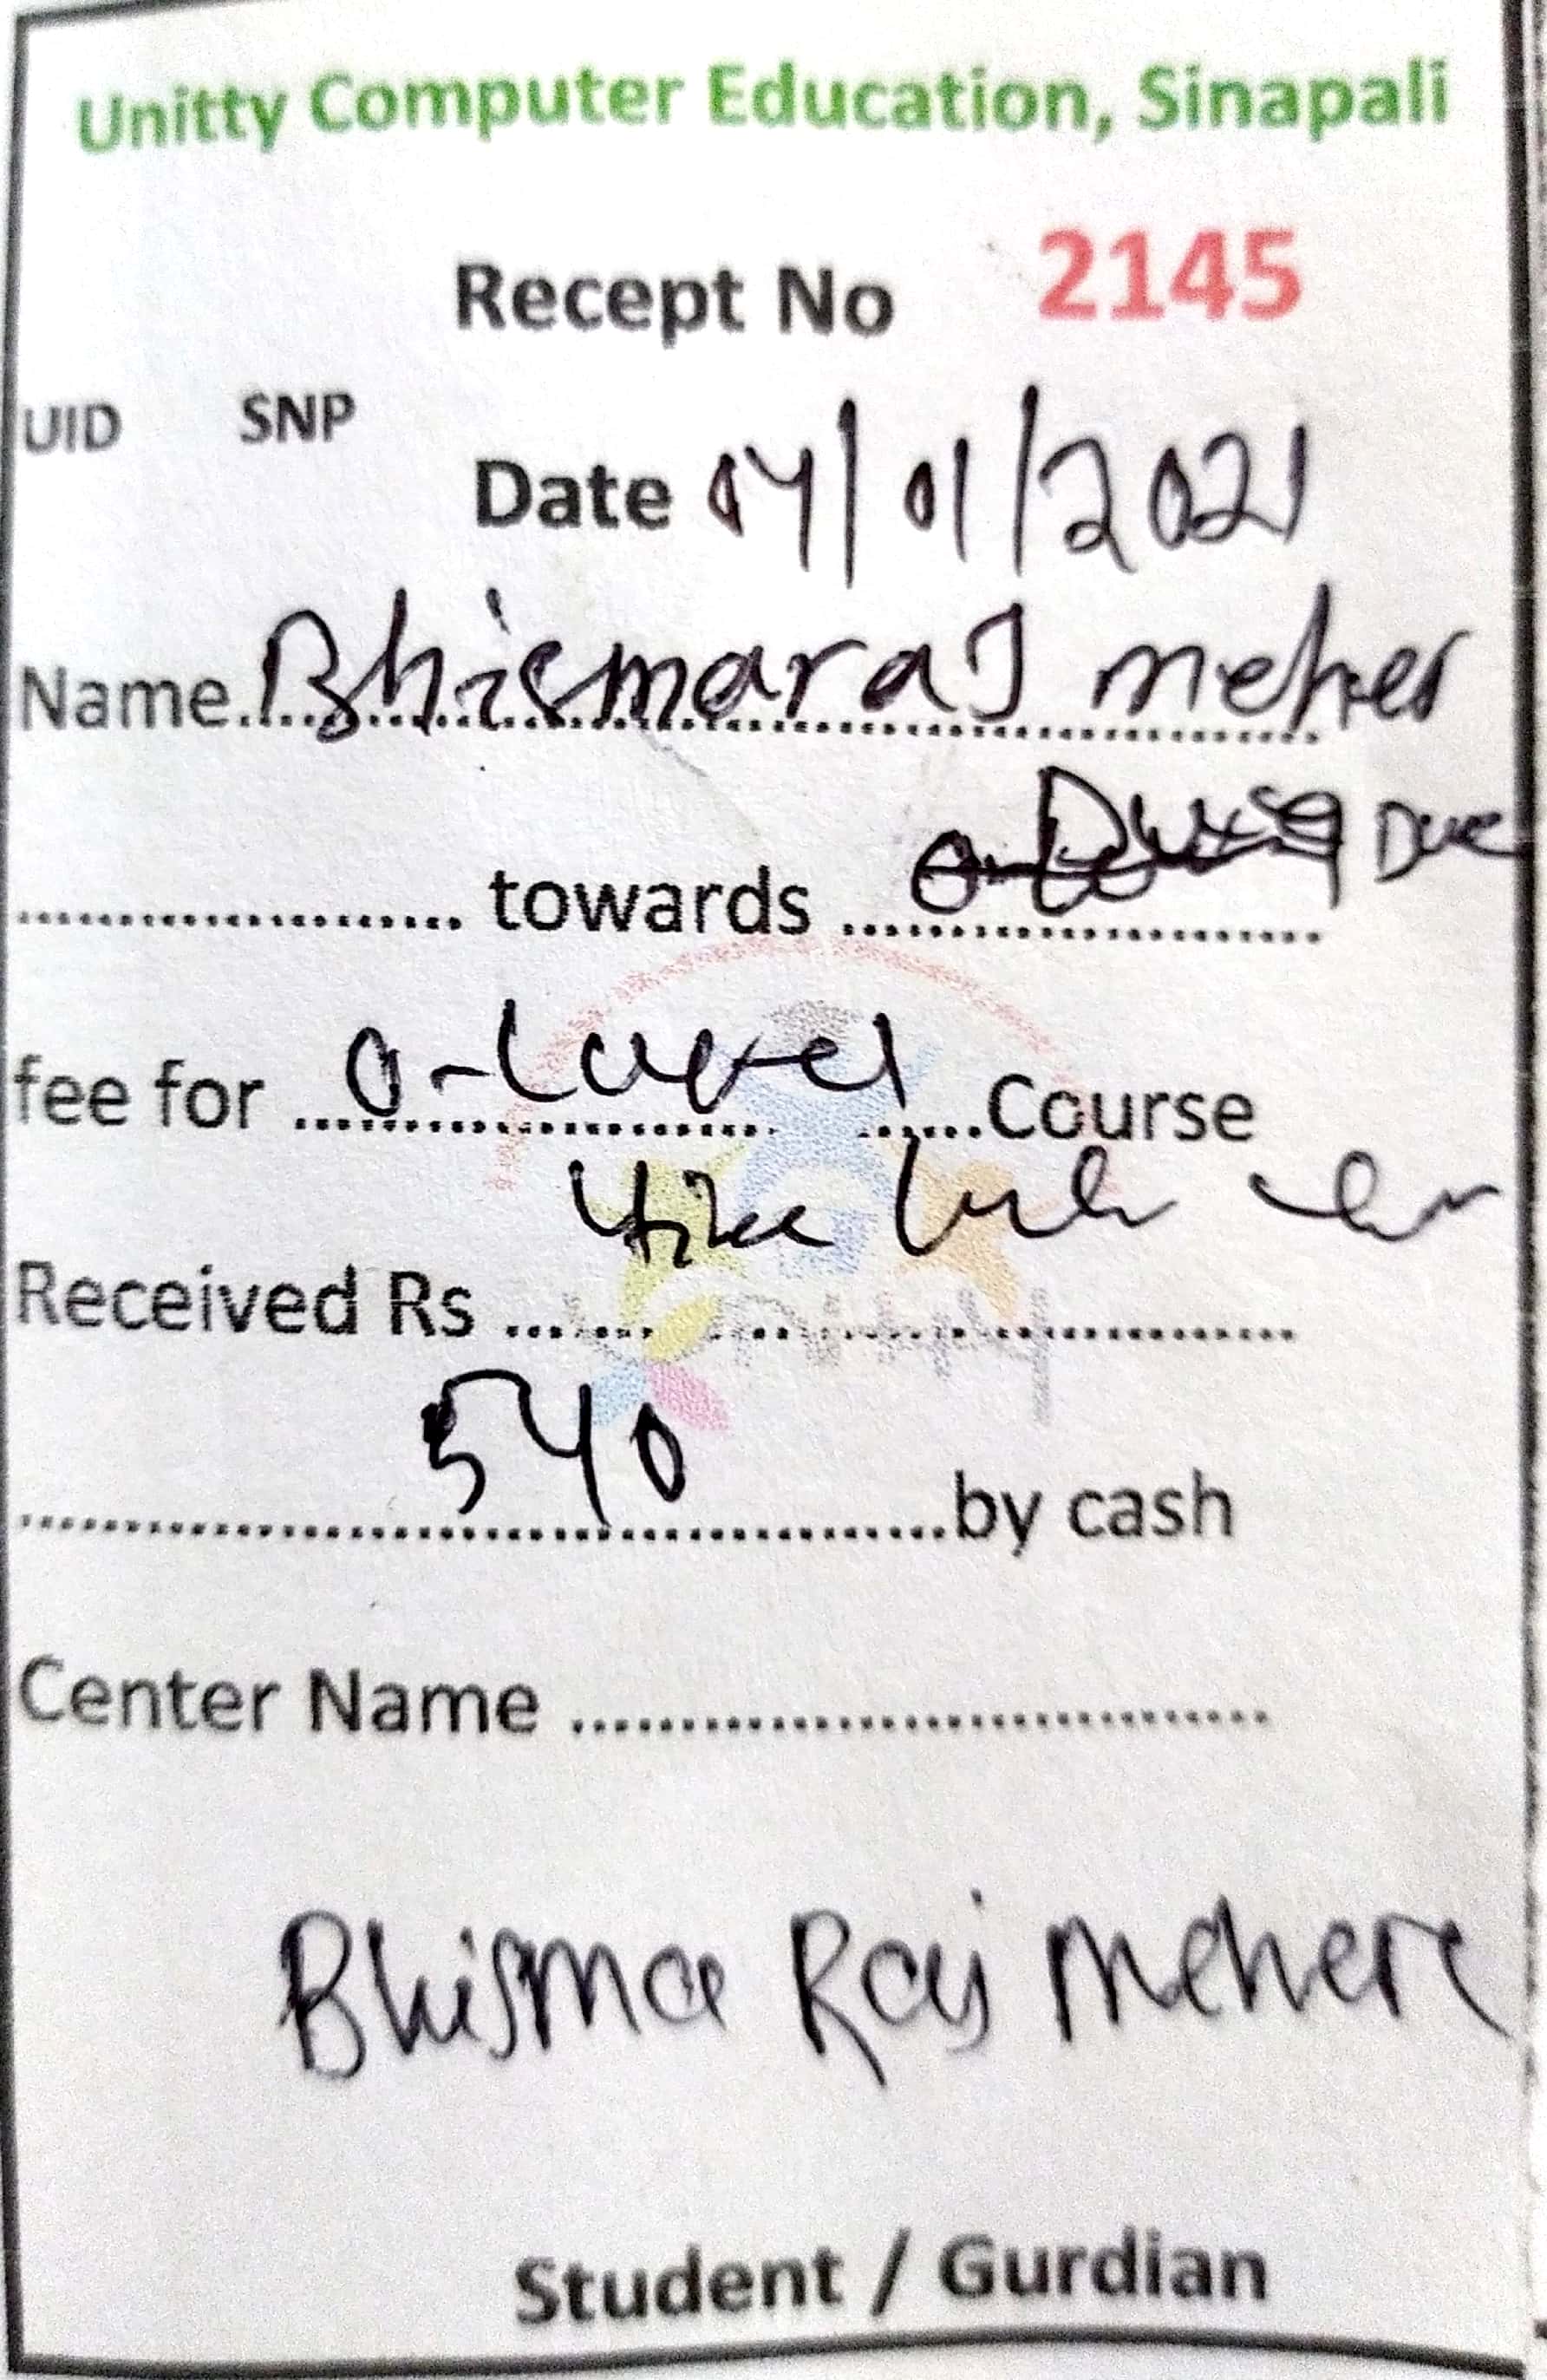 Unitty Computer Education, Sinapali
Recept No 2145
UID SNP
Date 04/01/2021
Name Bhismaraj meher
towards Due
fee for O-Level Course
Received Rs
540 by cash
Center Name
Bhisma Raj Mehere
Student / Gurdian